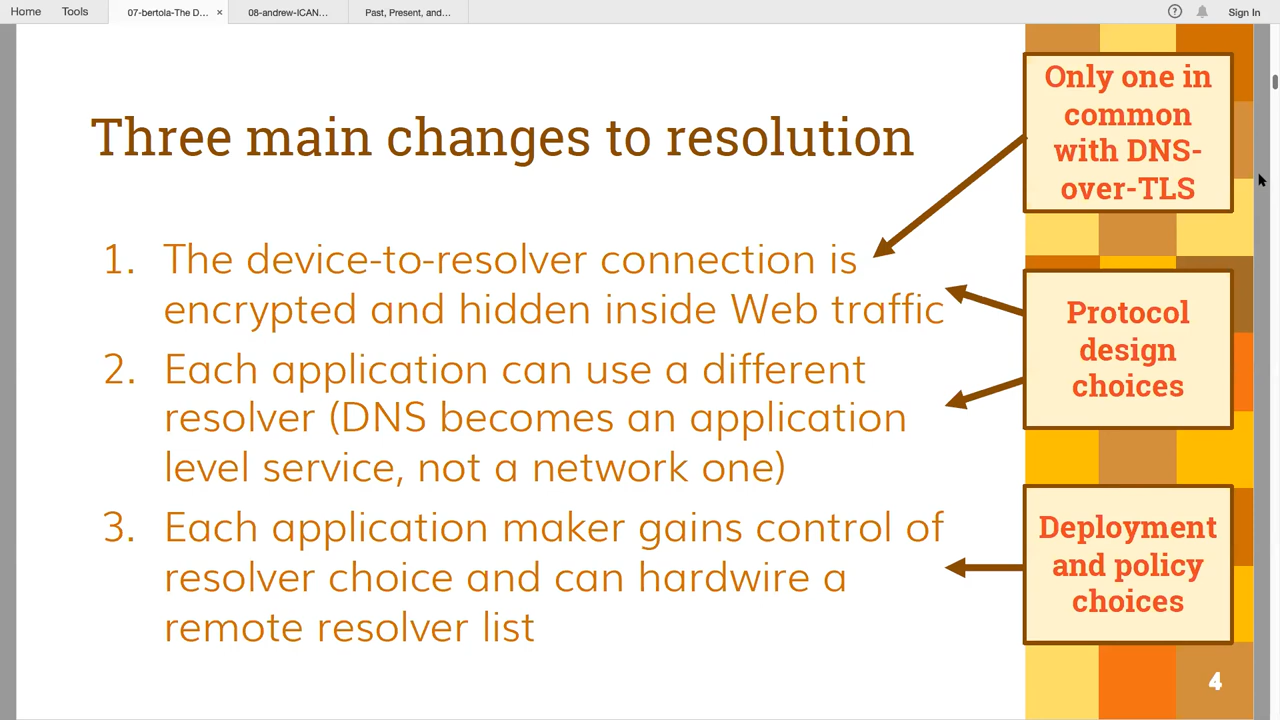 Home Tools 07-bertola-The D... × 08-andrew-ICAN... Past, Present, and... ? Sign In
Three main changes to resolution
1. The device-to-resolver connection is
encrypted and hidden inside Web traffic
2. Each application can use a different
resolver (DNS becomes an application
level service, not a network one)
3. Each application maker gains control of
resolver choice and can hardwire a
remote resolver list
Only one in
common
with DNS-
over-TLS
Protocol
design
choices
Deployment
and policy
choices
4